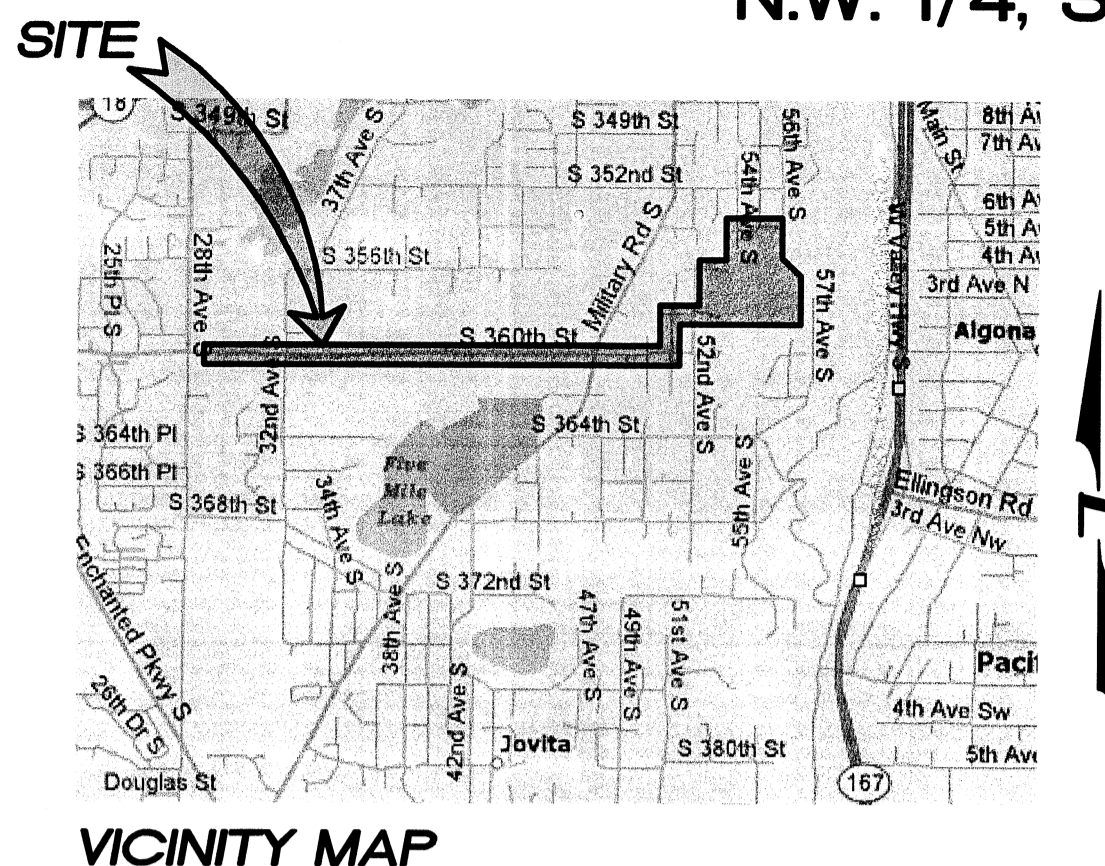 N.W. 1/4, S
SITE
18
S 349th St
37th Ave S
S 349th St
S 352nd St
54th Ave S
56th Ave S
Main St
8th Av
7th Av
6th A
5th A
4th Av
3rd Ave N
Algona
W Valley Hwy S
25th Pl S
28th Ave S
S 356th St
Military Rd S
57th Ave S
S 360th St
32nd Ave S
52nd Ave S
S 364th Pl
S 366th Pl
S 368th St
34th Ave S
Five
Mile
Lake
S 364th St
55th Ave S
Ellingson Rd
3rd Ave Nw
Enchanted Pkwy S
26th Dr S
Douglas St
38th Ave S
S 372nd St
42nd Ave S
47th Ave S
49th Ave S
51st Ave S
Jovita
S 380th St
Pacif
4th Ave Sw
5th Ave
167
VICINITY MAP